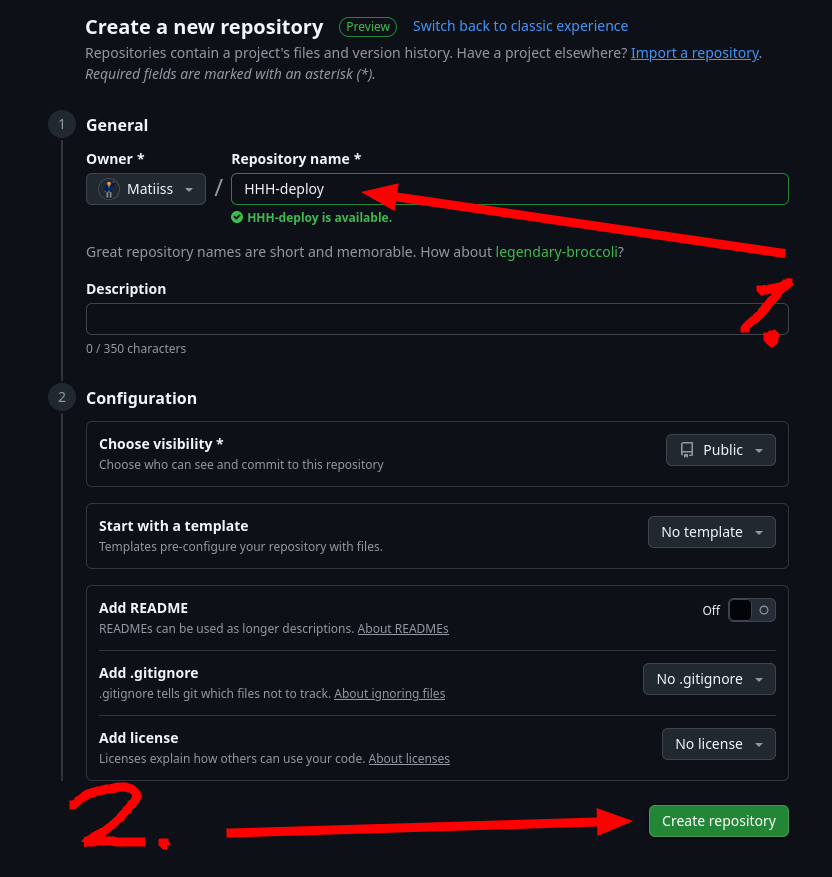 Create a new repository Preview Switch back to classic experience
Repositories contain a project's files and version history. Have a project elsewhere? Import a repository.
Required fields are marked with an asterisk (*).
1 General
Owner * Repository name *
Matiiss / HHH-deploy
HHH-deploy is available.
Great repository names are short and memorable. How about legendary-broccoli?
Description
1.
0 / 350 characters
2 Configuration
Choose visibility *
Choose who can see and commit to this repository
Public
Start with a template
Templates pre-configure your repository with files.
No template
Add README
READMEs can be used as longer descriptions. About READMEs
Off
Add .gitignore
.gitignore tells git which files not to track. About ignoring files
No .gitignore
Add license
Licenses explain how others can use your code. About licenses
No license
2.
Create repository